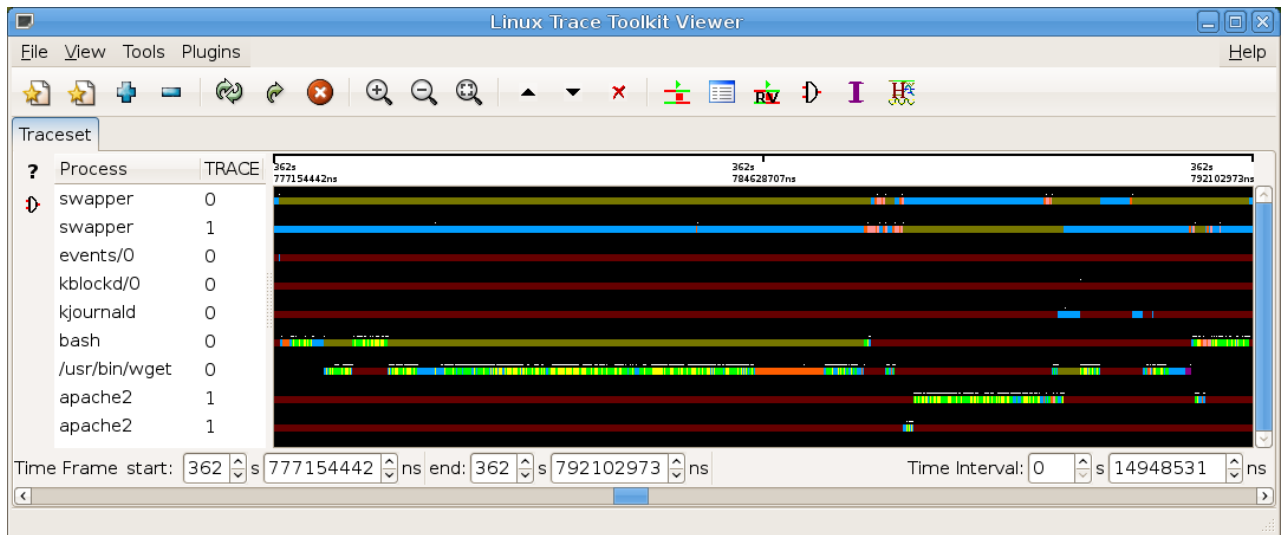 Linux Trace Toolkit Viewer
File View Tools Plugins Help
Traceset
? Process TRACE 362s 362s 362s
777154442ns 784628707ns 792102973ns
swapper 0
swapper 1
events/0 0
kblockd/0 0
kjournald 0
bash 0
/usr/bin/wget 0
apache2 1
apache2 1
Time Frame start: 362 s 777154442 ns end: 362 s 792102973 ns Time Interval: 0 s 14948531 ns